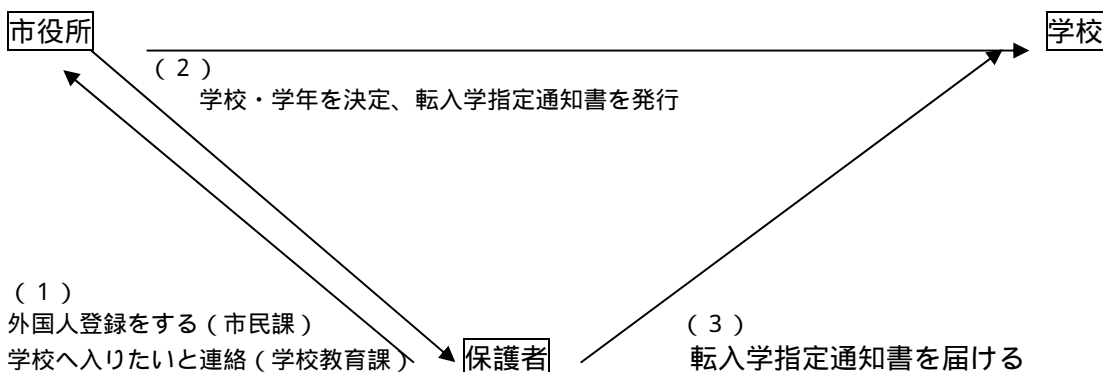 市役所
学校
(2)
学校・学年を決定、転入学指定通知書を発行
(1)
外国人登録をする(市民課)
学校へ入りたいと連絡(学校教育課)
保護者
(3)
転入学指定通知書を届ける